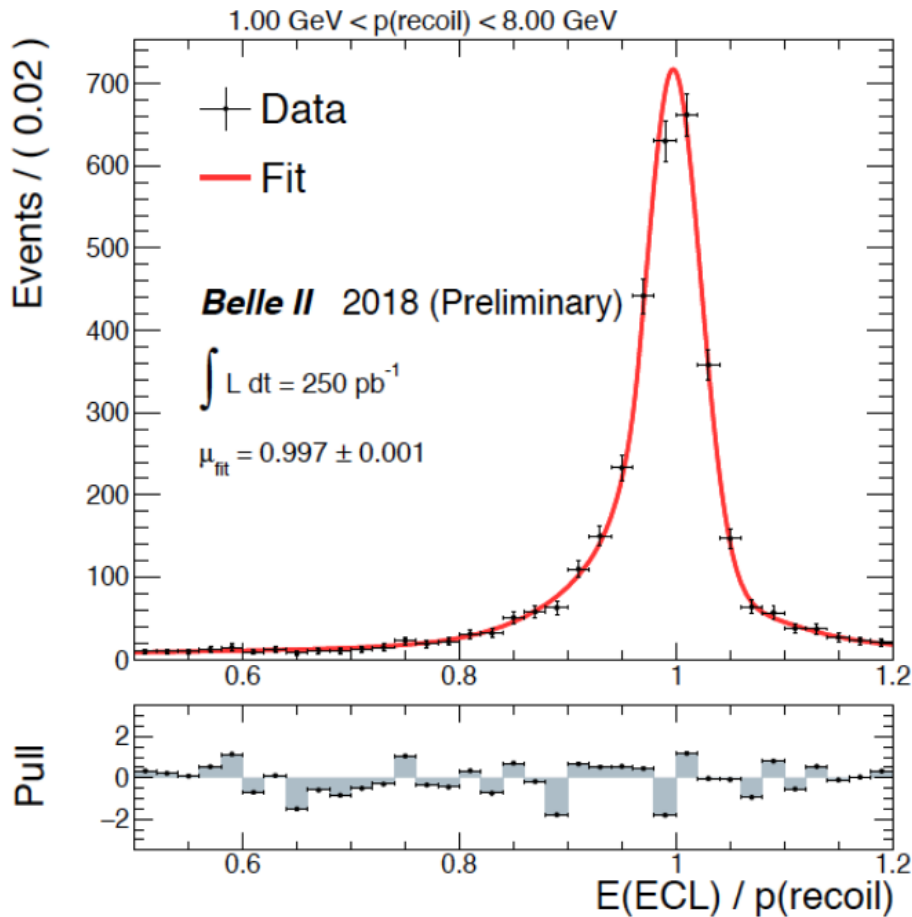 1.00 GeV < p(recoil) < 8.00 GeV
Events / ( 0.02 )
700
600
500
400
300
200
100
0
Data
Fit
Belle II 2018 (Preliminary)
∫ L dt = 250 pb⁻¹
μfit = 0.997 ± 0.001
0.6 0.8 1 1.2
Pull
2
0
−2
0.6 0.8 1 1.2
E(ECL) / p(recoil)